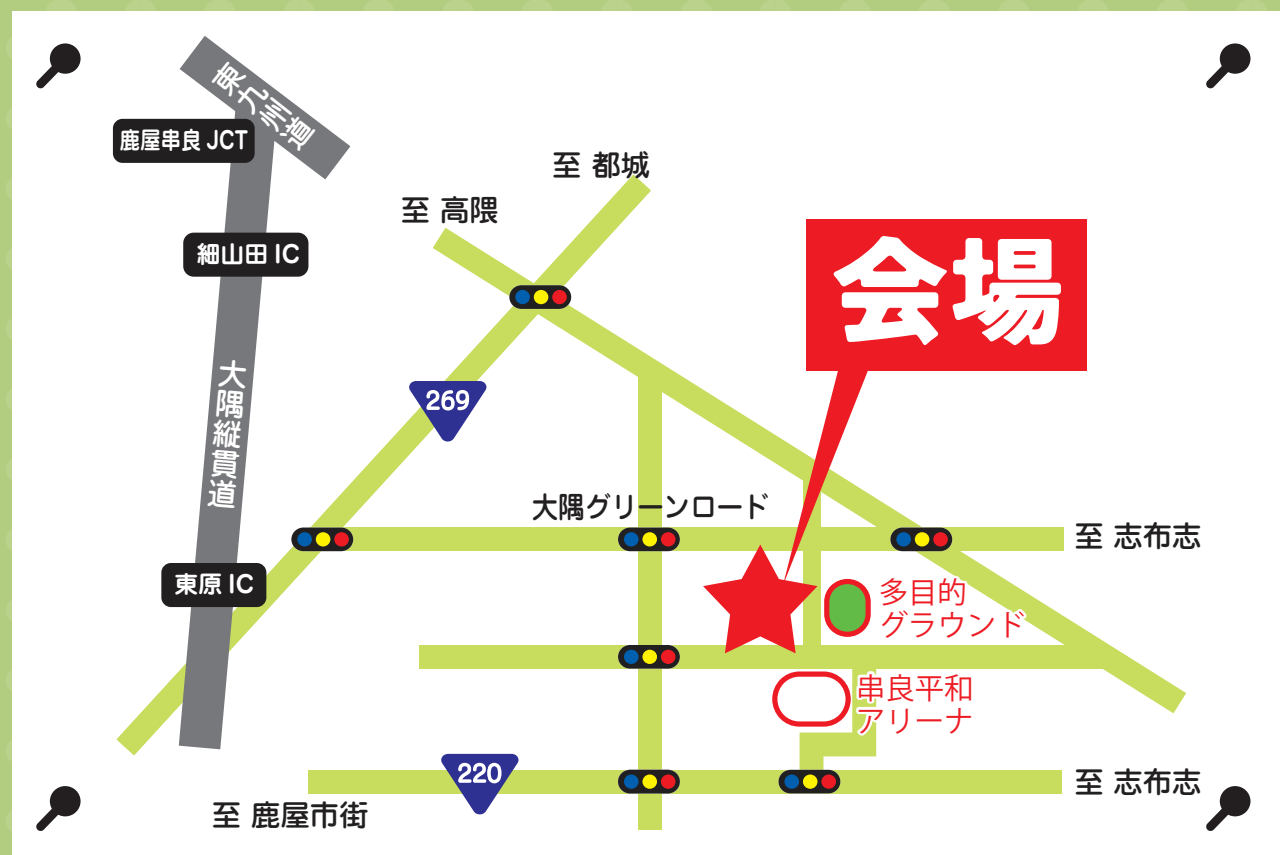 東九州道
鹿屋串良 JCT
至 都城
至 高隈
細山田 IC
会場
大隅縦貫道
269
大隅グリーンロード
至 志布志
東原 IC
多目的
グラウンド
串良平和
アリーナ
220
至 志布志
至 鹿屋市街